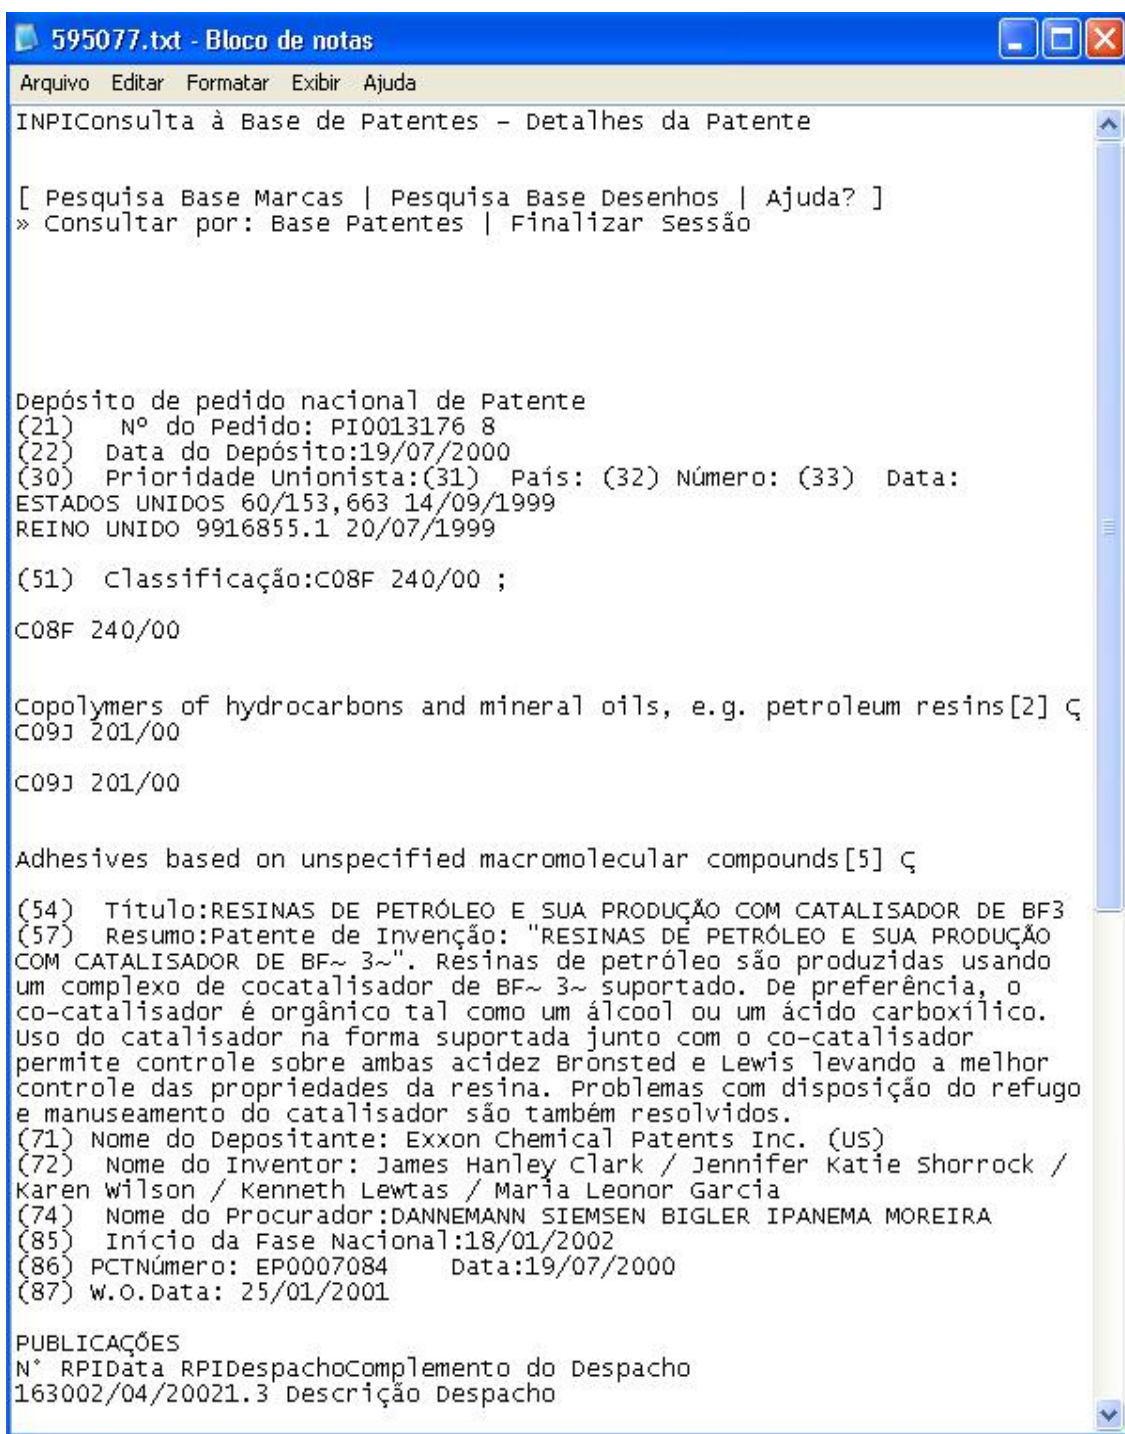 595077.txt - Bloco de notas
Arquivo Editar Formatar Exibir Ajuda
INPIConsulta à Base de Patentes – Detalhes da Patente
[ Pesquisa Base Marcas | Pesquisa Base Desenhos | Ajuda? ]
» Consultar por: Base Patentes | Finalizar Sessão
Depósito de pedido nacional de Patente
(21) Nº do Pedido: PI0013176 8
(22) Data do Depósito:19/07/2000
(30) Prioridade Unionista:(31) País: (32) Número: (33) Data:
ESTADOS UNIDOS 60/153,663 14/09/1999
REINO UNIDO 9916855.1 20/07/1999
(51) Classificação:C08F 240/00 ;
C08F 240/00
Copolymers of hydrocarbons and mineral oils, e.g. petroleum resins[2] Ç
C09J 201/00
C09J 201/00
Adhesives based on unspecified macromolecular compounds[5] Ç
(54) Título:RESINAS DE PETRÓLEO E SUA PRODUÇÃO COM CATALISADOR DE BF3
(57) Resumo:Patente de Invenção: "RESINAS DE PETRÓLEO E SUA PRODUÇÃO
COM CATALISADOR DE BF~ 3~". Resinas de petróleo são produzidas usando
um complexo de cocatalisador de BF~ 3~ suportado. De preferência, o
co-catalisador é orgânico tal como um álcool ou um ácido carboxílico.
Uso do catalisador na forma suportada junto com o co-catalisador
permite controle sobre ambas acidez Bronsted e Lewis levando a melhor
controle das propriedades da resina. Problemas com disposição do refugo
e manuseamento do catalisador são também resolvidos.
(71) Nome do Depositante: Exxon Chemical Patents Inc. (US)
(72) Nome do Inventor: James Hanley Clark / Jennifer Katie Shorrock /
Karen Wilson / Kenneth Lewtas / Maria Leonor Garcia
(74) Nome do Procurador:DANNEMANN SIEMSEN BIGLER IPANEMA MOREIRA
(85) Início da Fase Nacional:18/01/2002
(86) PCTNúmero: EP0007084 Data:19/07/2000
(87) W.O.Data: 25/01/2001
PUBLICAÇÕES
N° RPIData RPIDespachoComplemento do Despacho
163002/04/20021.3 Descrição Despacho